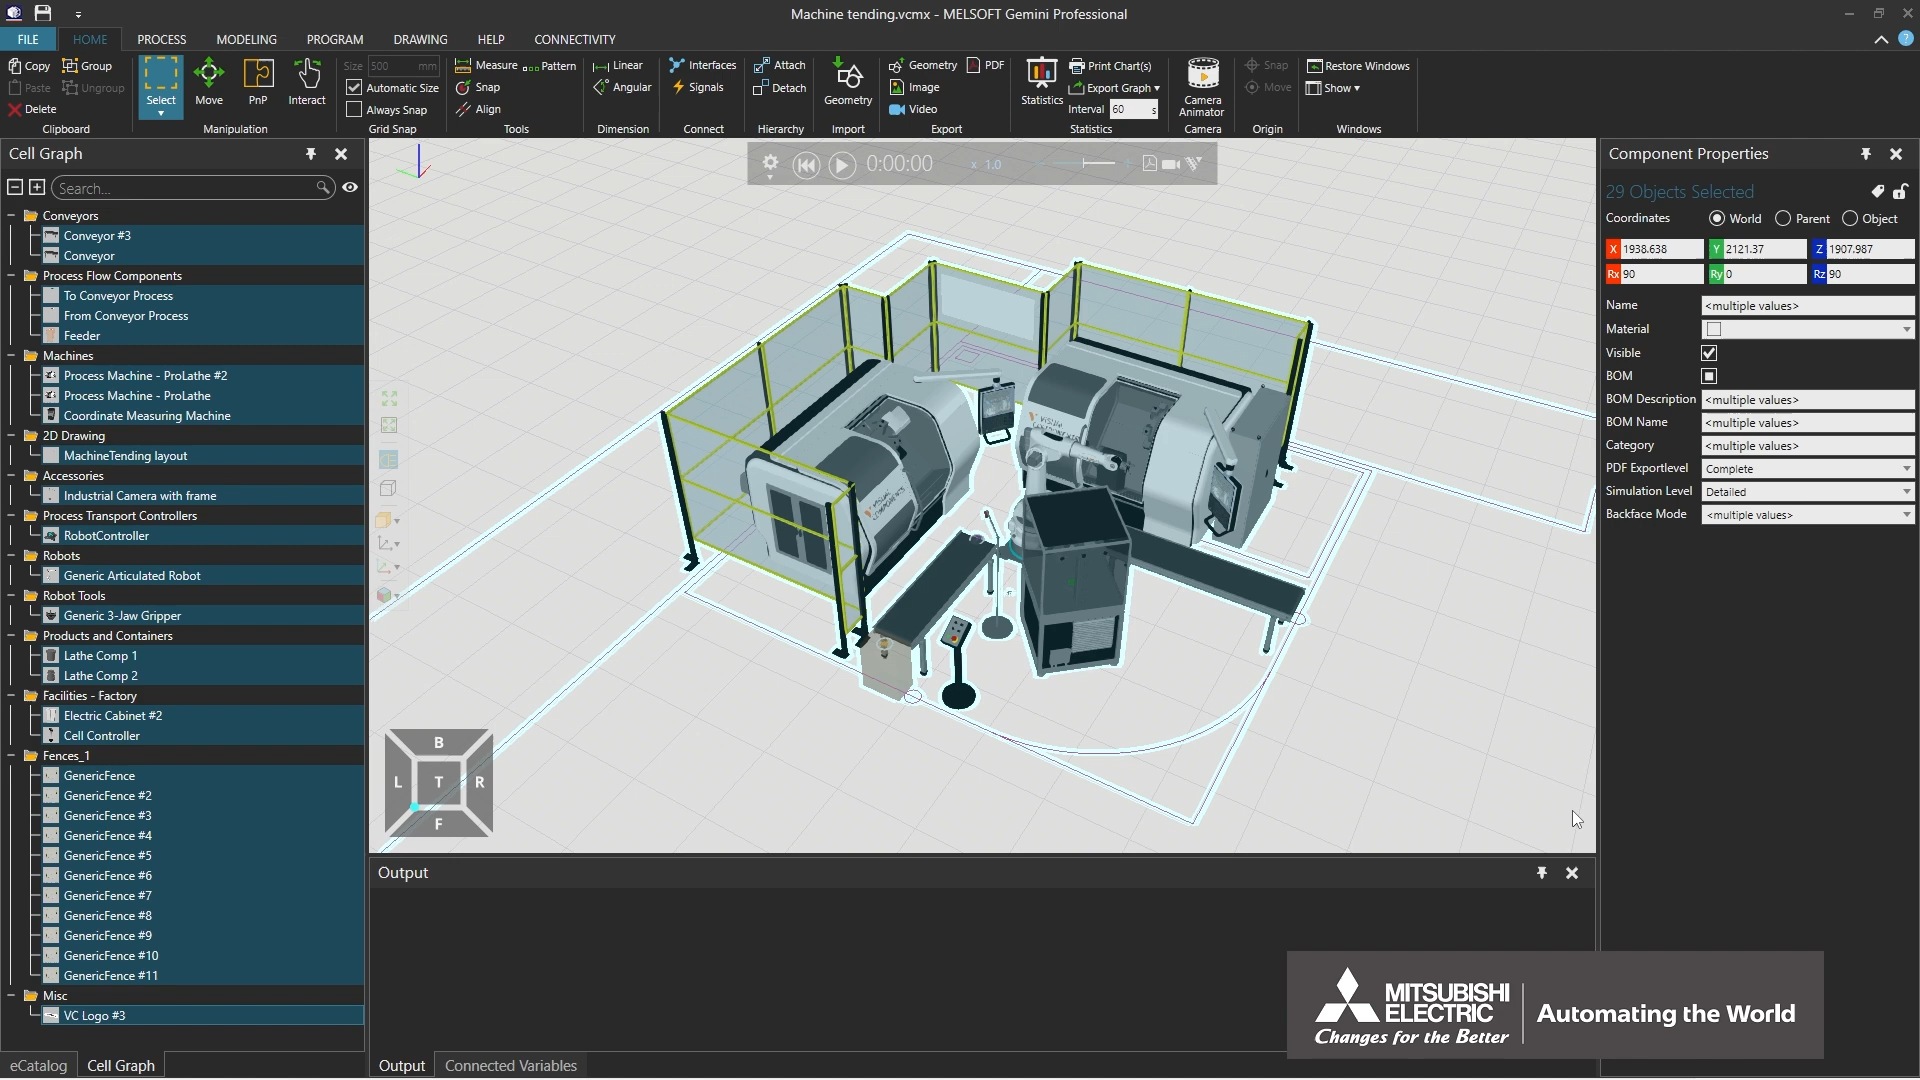 Machine tending.vcmx - MELSOFT Gemini Professional
FILE HOME PROCESS MODELING PROGRAM DRAWING HELP CONNECTIVITY
Copy Group Size 500 mm Measure Pattern Linear Interfaces Attach Geometry PDF Print Chart(s) Snap Restore Windows
Paste Ungroup Select Move PnP Interact Automatic Size Snap Angular Signals Detach Geometry Image Statistics Export Graph Camera Animator Move Show
Delete Always Snap Align Video Interval 60 s
Clipboard Manipulation Grid Snap Tools Dimension Connect Hierarchy Import Export Statistics Camera Origin Windows
Cell Graph
Search...
Conveyors
Conveyor #3
Conveyor
Process Flow Components
To Conveyor Process
From Conveyor Process
Feeder
Machines
Process Machine - ProLathe #2
Process Machine - ProLathe
Coordinate Measuring Machine
2D Drawing
MachineTending layout
Accessories
Industrial Camera with frame
Process Transport Controllers
RobotController
Robots
Generic Articulated Robot
Robot Tools
Generic 3-Jaw Gripper
Products and Containers
Lathe Comp 1
Lathe Comp 2
Facilities - Factory
Electric Cabinet #2
Cell Controller
Fences_1
GenericFence
GenericFence #2
GenericFence #3
GenericFence #4
GenericFence #5
GenericFence #6
GenericFence #7
GenericFence #8
GenericFence #9
GenericFence #10
GenericFence #11
Misc
VC Logo #3
eCatalog Cell Graph
0:00:00 x 1.0
VISUAL COMPONENTS
VISUAL COMPONENTS
B
L T R
F
Output
Output Connected Variables
Component Properties
29 Objects Selected
Coordinates World Parent Object
X 1938.638 Y 2121.37 Z 1907.987
Rx 90 Ry 0 Rz 90
Name <multiple values>
Material
Visible
BOM
BOM Description <multiple values>
BOM Name <multiple values>
Category <multiple values>
PDF Exportlevel Complete
Simulation Level Detailed
Backface Mode <multiple values>
MITSUBISHI
ELECTRIC
Changes for the Better
Automating the World